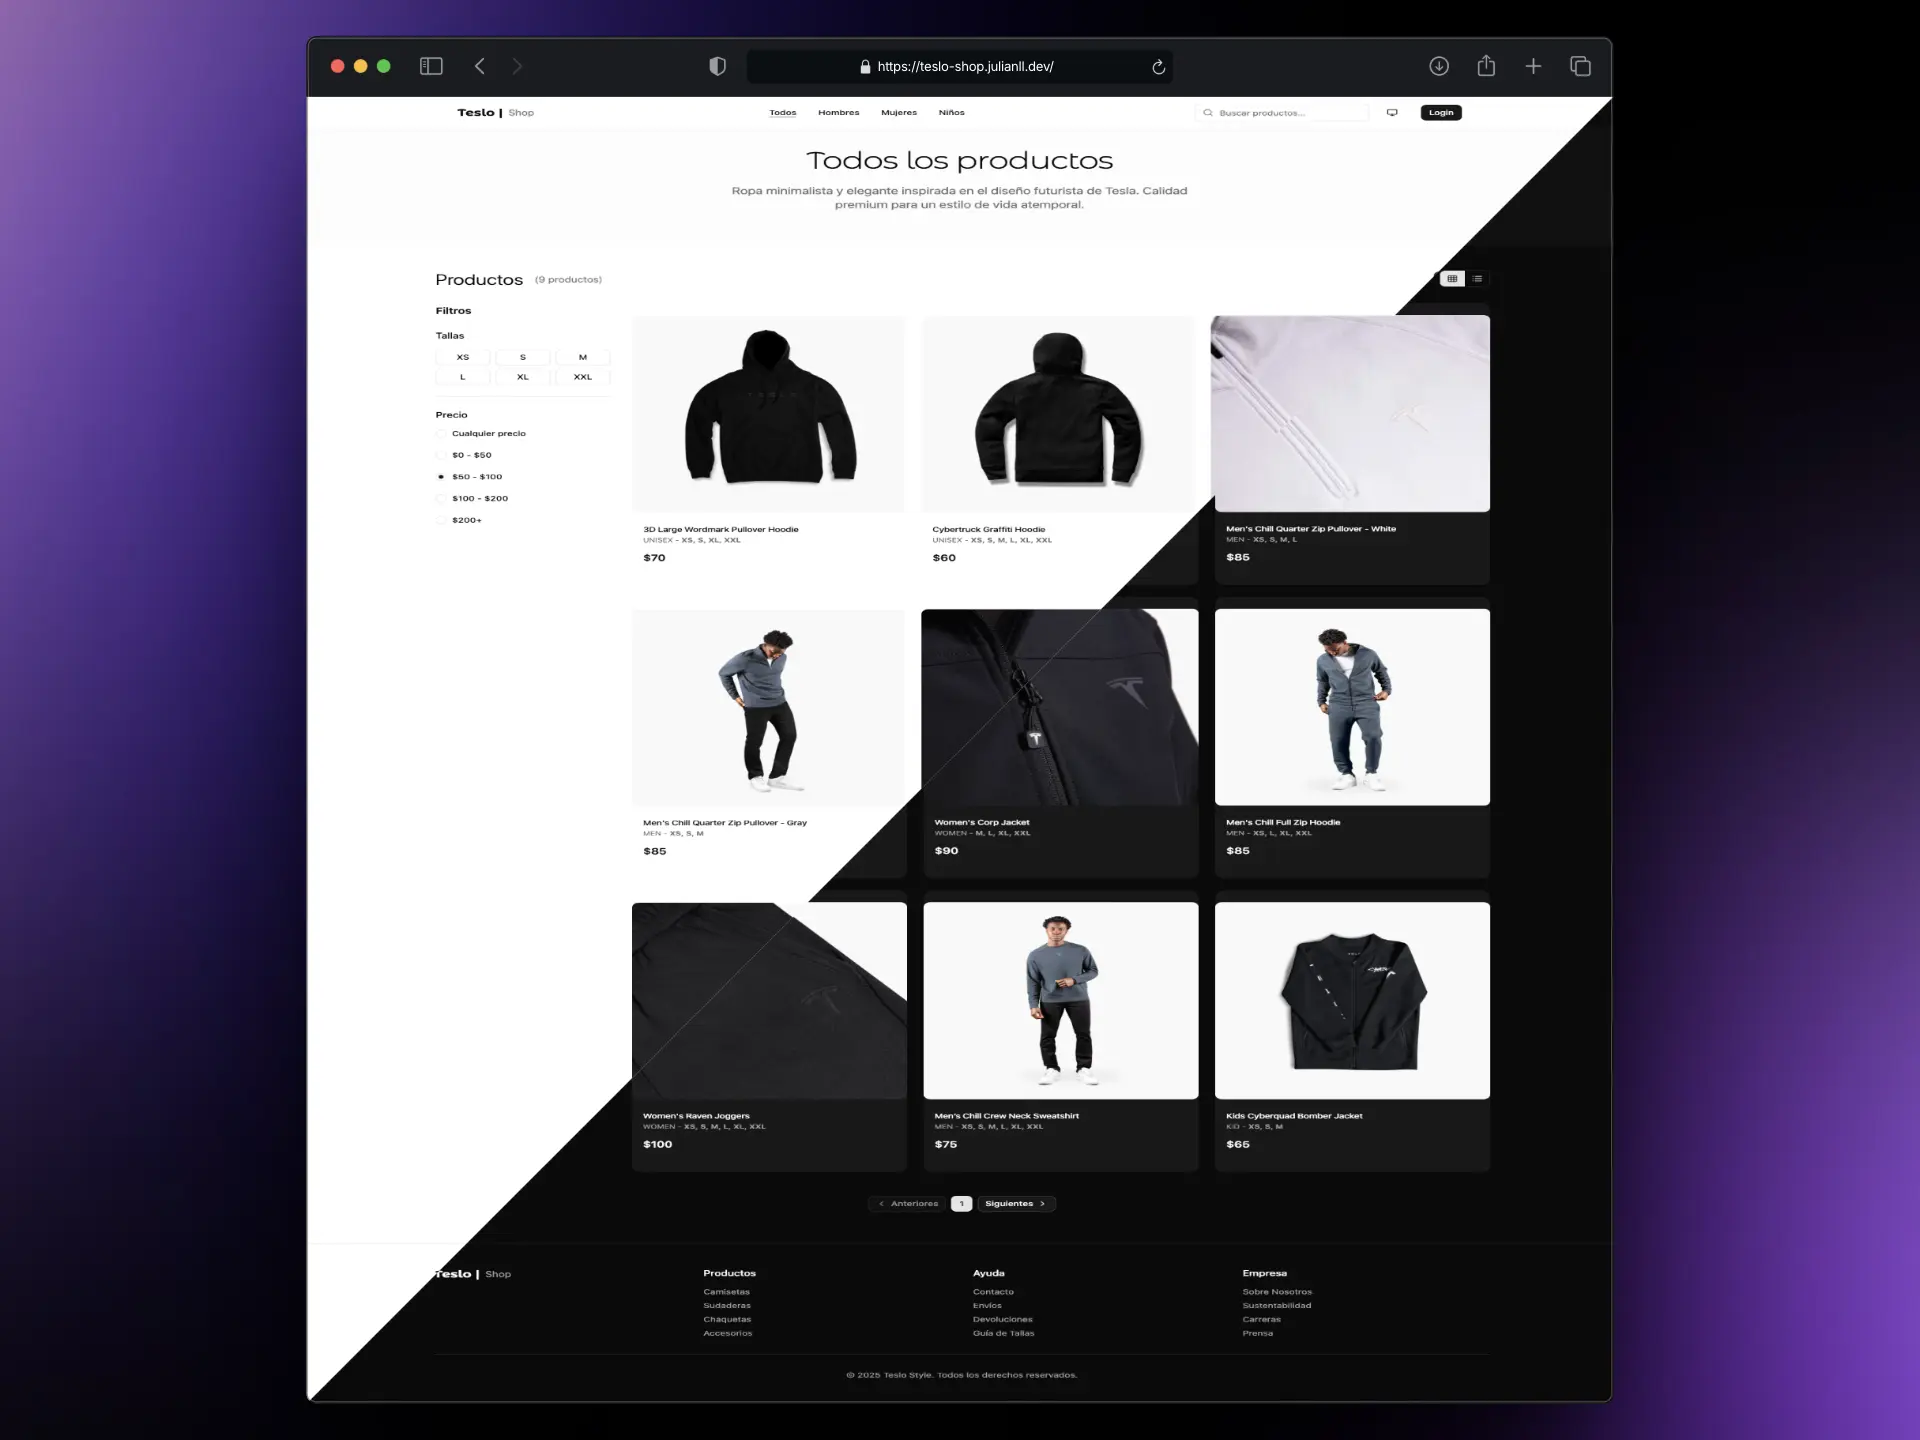 https://teslo-shop.julianll.dev/
Teslo | Shop
Todos Hombres Mujeres Niños
Buscar productos...
Login
Todos los productos
Ropa minimalista y elegante inspirada en el diseño futurista de Tesla. Calidad
premium para un estilo de vida atemporal.
Productos (9 productos)
Filtros
Tallas
XS S M
L XL XXL
Precio
Cualquier precio
$0 - $50
$50 - $100
$100 - $200
$200+
3D Large Wordmark Pullover Hoodie
UNISEX - XS, S, XL, XXL
$70
Cybertruck Graffiti Hoodie
UNISEX - XS, S, M, L, XL, XXL
$60
Men's Chill Quarter Zip Pullover - White
MEN - XS, S, M, L
$85
Men's Chill Quarter Zip Pullover - Gray
MEN - XS, S, M
$85
Women's Corp Jacket
WOMEN - M, L, XL, XXL
$90
Men's Chill Full Zip Hoodie
MEN - XS, L, XL, XXL
$85
Women's Raven Joggers
WOMEN - XS, S, M, L, XL, XXL
$100
Men's Chill Crew Neck Sweatshirt
MEN - XS, S, M, L, XL, XXL
$75
Kids Cyberquad Bomber Jacket
KID - XS, S, M
$65
Anteriores 1 Siguientes
Teslo | Shop
Productos
Camisetas
Sudaderas
Chaquetas
Accesorios
Ayuda
Contacto
Envíos
Devoluciones
Guía de Tallas
Empresa
Sobre Nosotros
Sustentabilidad
Carreras
Prensa
© 2025 Teslo Style. Todos los derechos reservados.